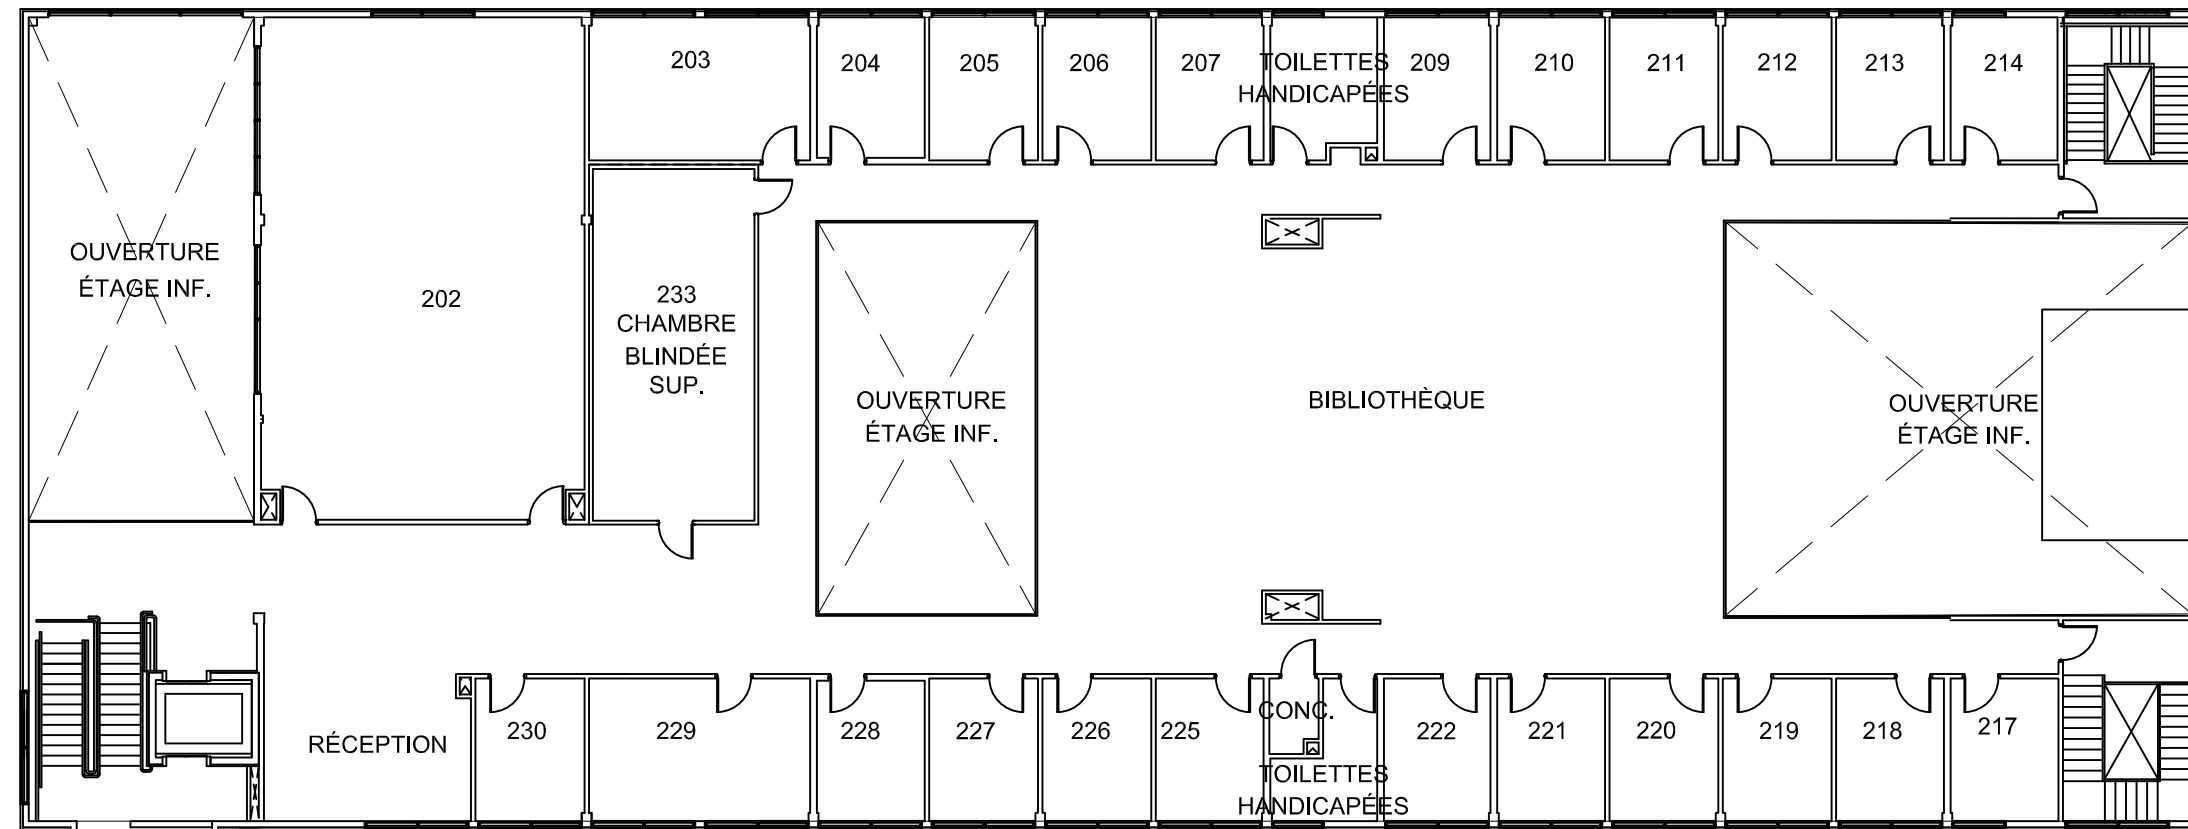 203
204
205
206
207
TOILETTES
HANDICAPÉES
209
210
211
212
213
214
OUVERTURE
ÉTAGE INF.
202
233
CHAMBRE
BLINDÉE
SUP.
OUVERTURE
ÉTAGE INF.
BIBLIOTHÈQUE
OUVERTURE
ÉTAGE INF.
RÉCEPTION
230
229
228
227
226
225
CONC.
TOILETTES
HANDICAPÉES
222
221
220
219
218
217